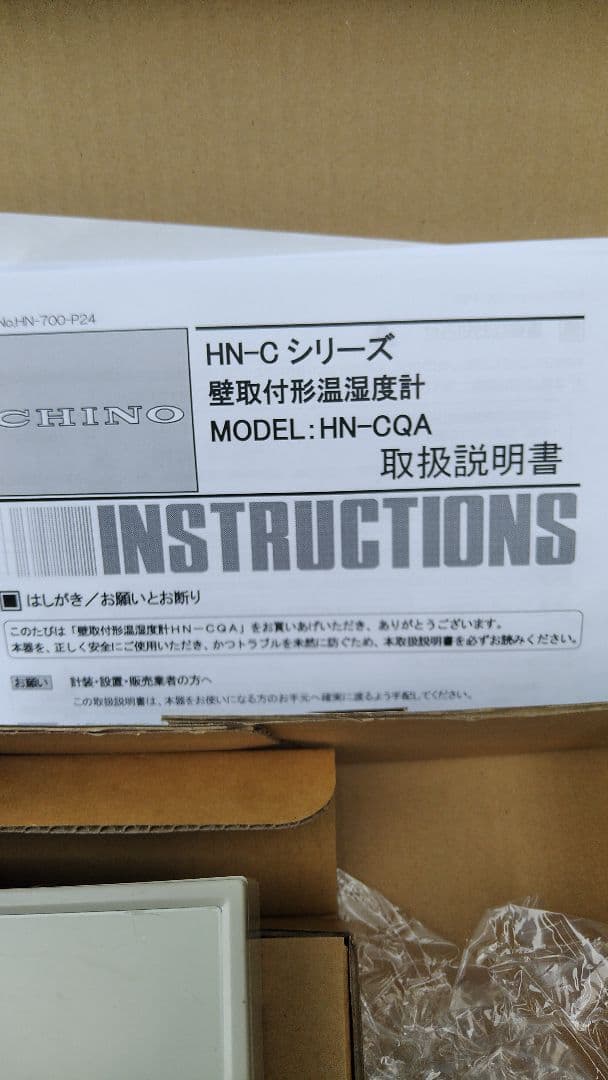 No.HN-700-P24
CHINO
HN-C シリーズ
壁取付形温湿度計
MODEL:HN-CQA
取扱説明書
INSTRUCTIONS
■ はしがき／お願いとお断り
このたびは「壁取付形温湿度計ＨＮ－ＣＱＡ」をお買いあげいただき、ありがとうございます。
本器を、正しく安全にご使用いただき、かつトラブルを未然に防ぐため、本取扱説明書を必ずお読みください。
お願い 計装・設置・販売業者の方へ
この取扱説明書は、本器をお使いになる方のお手元へ確実に渡るよう手配してください。